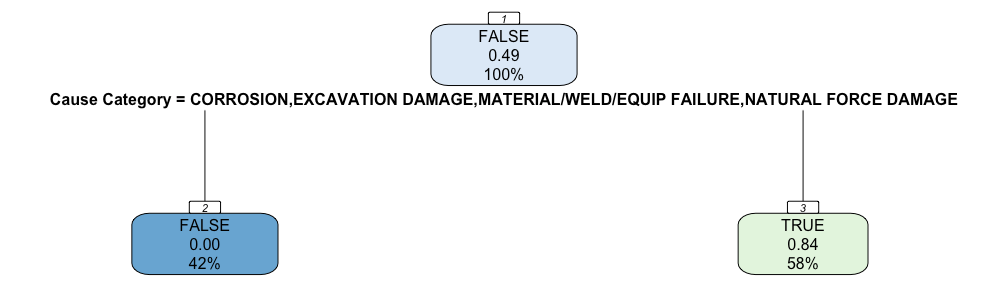 1
FALSE
0.49
100%
Cause Category = CORROSION,EXCAVATION DAMAGE,MATERIAL/WELD/EQUIP FAILURE,NATURAL FORCE DAMAGE
2
FALSE
0.00
42%
3
TRUE
0.84
58%